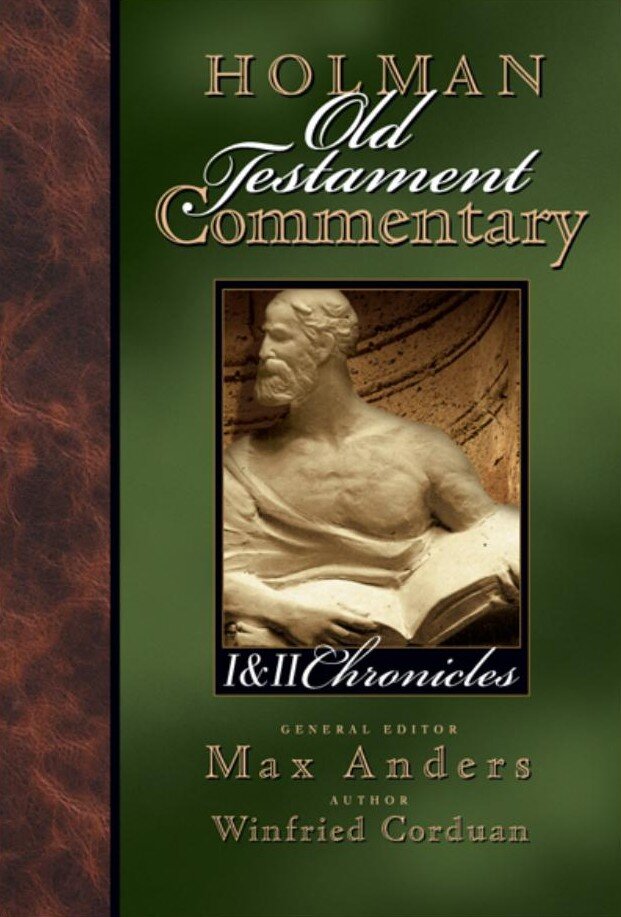 HOLMAN
Old
Testament
Commentary
I & II Chronicles
GENERAL EDITOR
Max Anders
AUTHOR
Winfried Corduan